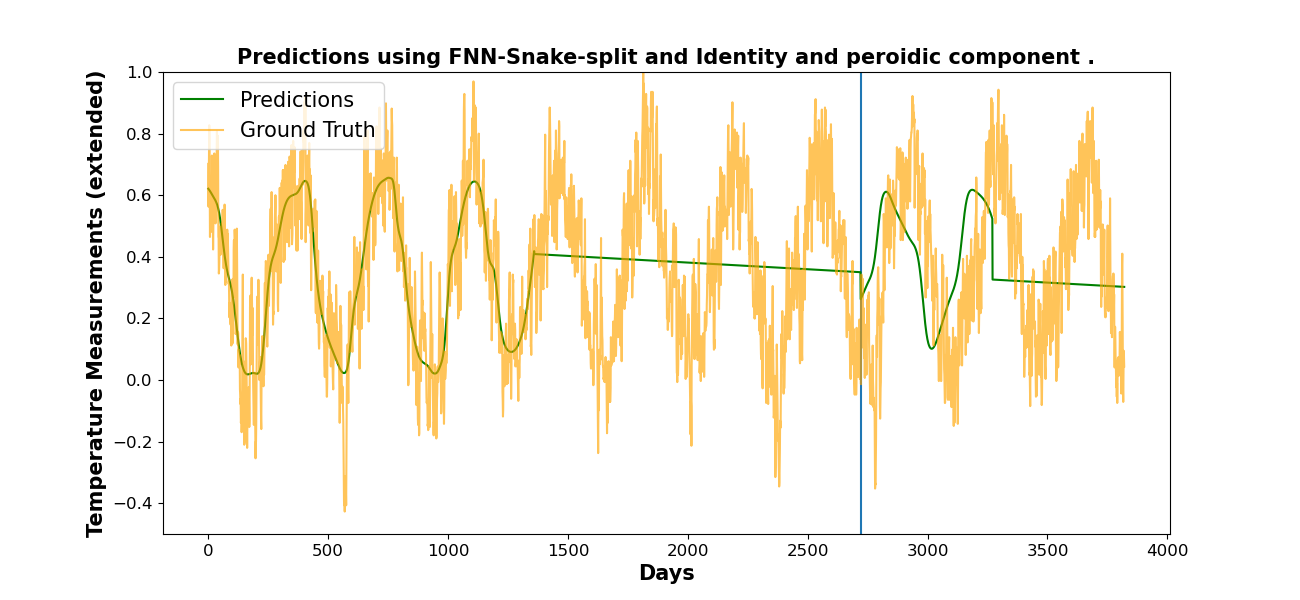 Predictions using FNN-Snake-split and Identity and peroidic component .
Temperature Measurements (extended)
1.0
0.8
0.6
0.4
0.2
0.0
−0.2
−0.4
Predictions
Ground Truth
0 500 1000 1500 2000 2500 3000 3500 4000
Days